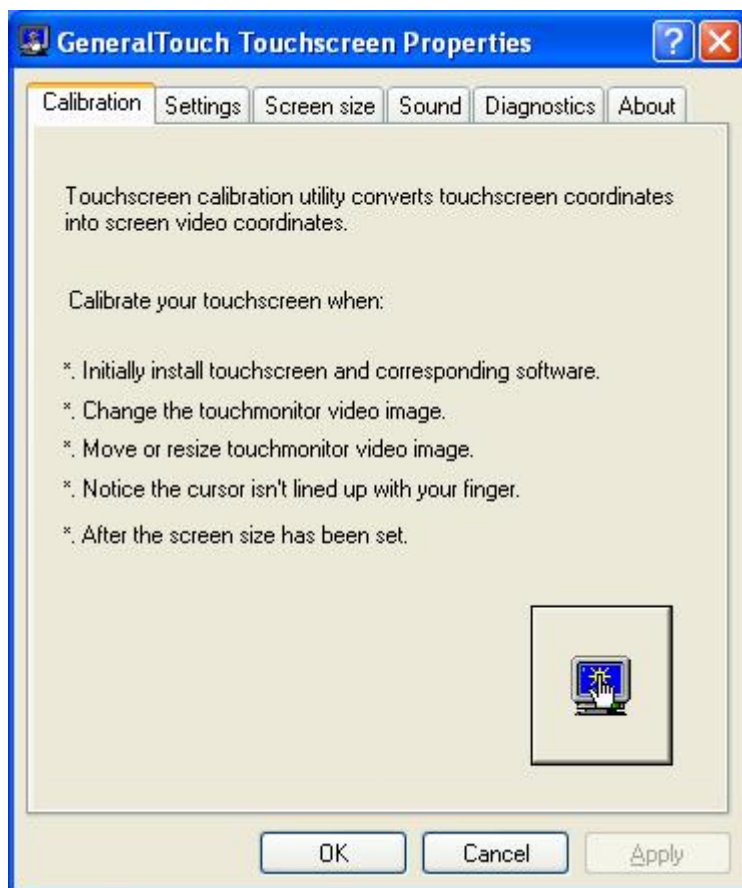 GeneralTouch Touchscreen Properties
Calibration Settings Screen size Sound Diagnostics About
Touchscreen calibration utility converts touchscreen coordinates
into screen video coordinates.
Calibrate your touchscreen when:
*. Initially install touchscreen and corresponding software.
*. Change the touchmonitor video image.
*. Move or resize touchmonitor video image.
*. Notice the cursor isn't lined up with your finger.
*. After the screen size has been set.
OK Cancel Apply